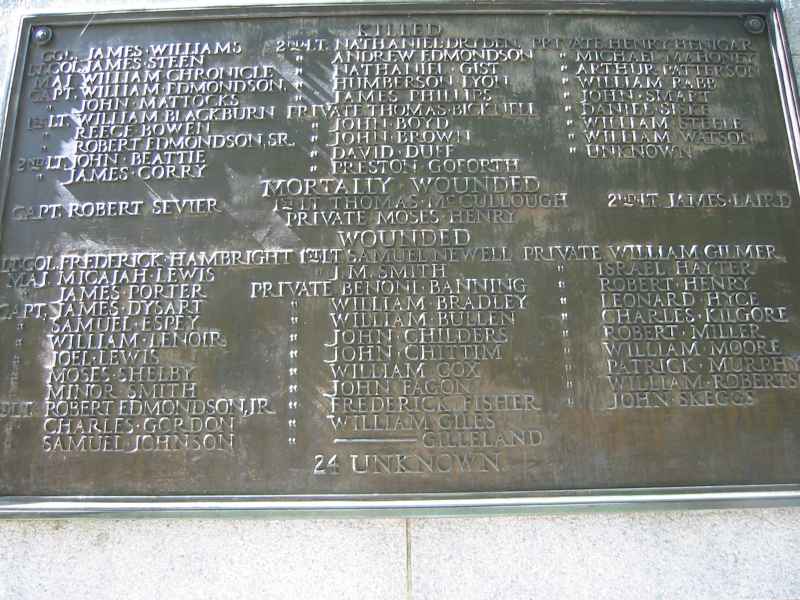 KILLED
COL. JAMES WILLIAMS 2ND LT. NATHANIEL DRYDEN PRIVATE HENRY HENIGAR
LT. COL. JAMES STEEN " ANDREW EDMONDSON " MICHAEL MAHONEY
MAJ. WILLIAM CHRONICLE " NATHANIEL GIST " ARTHUR PATTERSON
CAPT. WILLIAM EDMONDSON " HUMBERSON LYON " WILLIAM RABB
" JOHN MATTOCKS " JAMES PHILLIPS " JOHN SMART
1ST LT. WILLIAM BLACKBURN PRIVATE THOMAS BICKNELL " DANIEL SISKE
" REECE BOWEN " JOHN BOYD " WILLIAM STEELE
" ROBERT EDMONDSON, SR. " JOHN BROWN " WILLIAM WATSON
2ND LT. JOHN BEATTIE " DAVID DUFF " UNKNOWN
" JAMES CORRY " PRESTON GOFORTH
MORTALLY WOUNDED
CAPT. ROBERT SEVIER 1ST LT. THOMAS McCULLOUGH 2ND LT. JAMES LAIRD
PRIVATE MOSES HENRY
WOUNDED
LT. COL. FREDERICK HAMBRIGHT 1ST LT. SAMUEL NEWELL PRIVATE WILLIAM GILMER
MAJ. MICAJAH LEWIS " J. M. SMITH " ISRAEL HAYTER
" JAMES PORTER PRIVATE BENONI BANNING " ROBERT HENRY
CAPT. JAMES DYSART " WILLIAM BRADLEY " LEONARD HYCE
" SAMUEL ESPEY " WILLIAM BULLEN " CHARLES KILGORE
" WILLIAM LENOIR " JOHN CHILDERS " ROBERT MILLER
" JOEL LEWIS " JOHN CHITTIM " WILLIAM MOORE
" MOSES SHELBY " WILLIAM COX " PATRICK MURPHY
" MINOR SMITH " JOHN FAGON " WILLIAM ROBERTS
LT. ROBERT EDMONDSON, JR. " FREDERICK FISHER " JOHN SKEGGS
" CHARLES GORDON " WILLIAM GILES
" SAMUEL JOHNSON " ——— GILLELAND
24 UNKNOWN